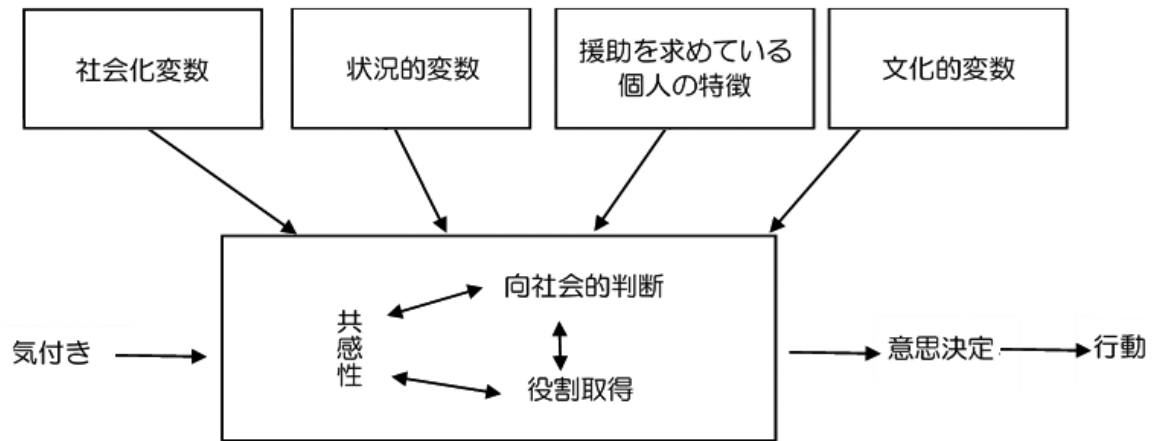 社会化変数
状況的変数
援助を求めている
個人の特徴
文化的変数
向社会的判断
共感性
役割取得
気付き
意思決定
行動